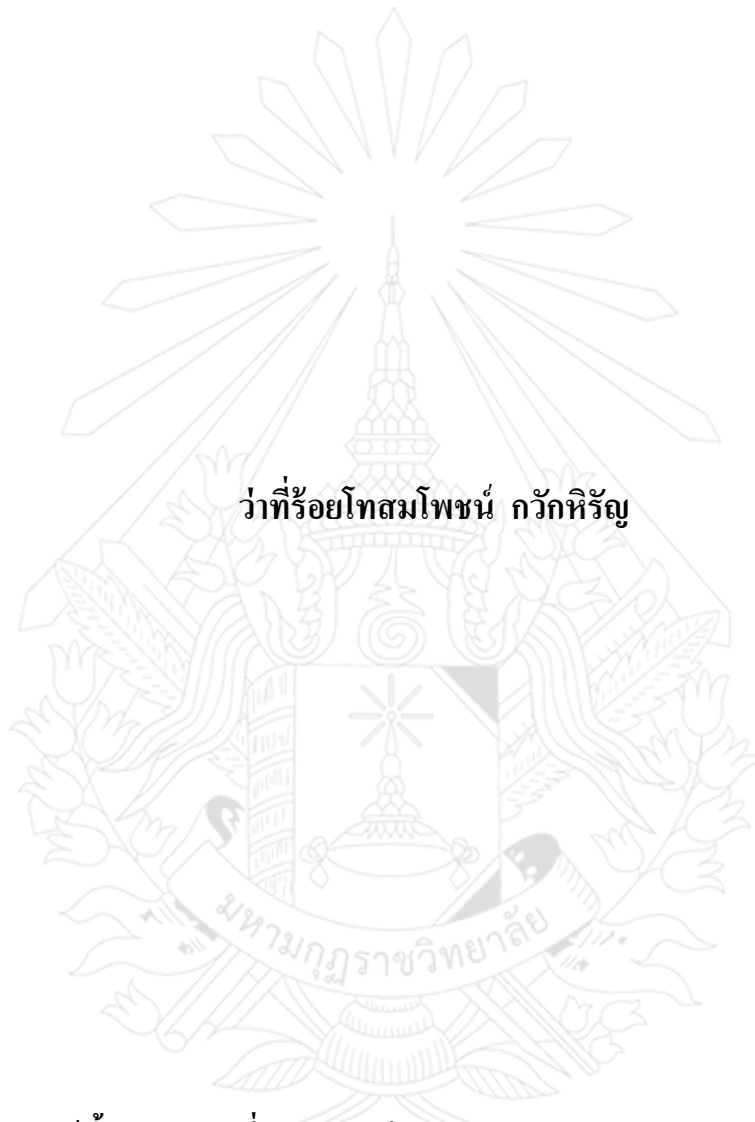 ว่าที่ร้อยโทสมโพชน์ กวักหิรัญ
มหามกุฏราชวิทยาลัย